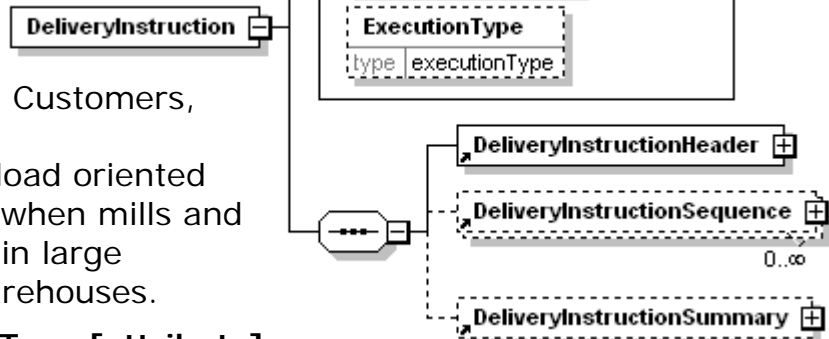 DeliveryInstruction
ExecutionType
type executionType
Customers,
load oriented
when mills and
in large
rehouses.
DeliveryInstructionHeader
DeliveryInstructionSequence
0..∞
DeliveryInstructionSummary